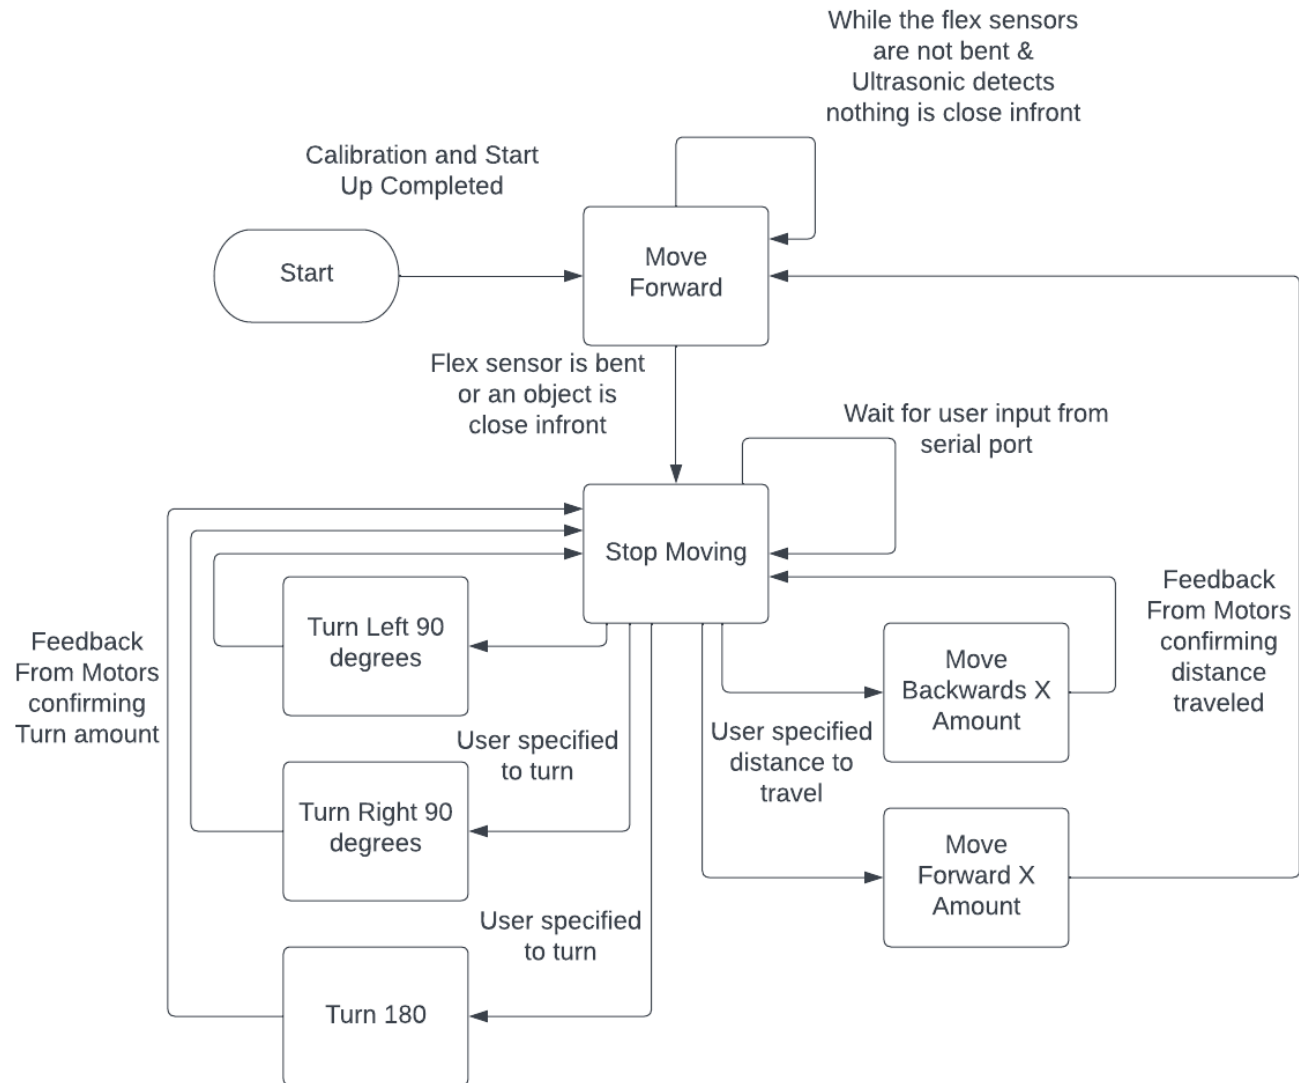 While the flex sensors
are not bent &
Ultrasonic detects
nothing is close infront
Calibration and Start
Up Completed
Start
Move
Forward
Flex sensor is bent
or an object is
close infront
Wait for user input from
serial port
Stop Moving
Turn Left 90
degrees
Feedback
From Motors
confirming
Turn amount
User specified
to turn
Turn Right 90
degrees
User specified
to turn
Turn 180
Move
Backwards X
Amount
User specified
distance to
travel
Move
Forward X
Amount
Feedback
From Motors
confirming
distance
traveled